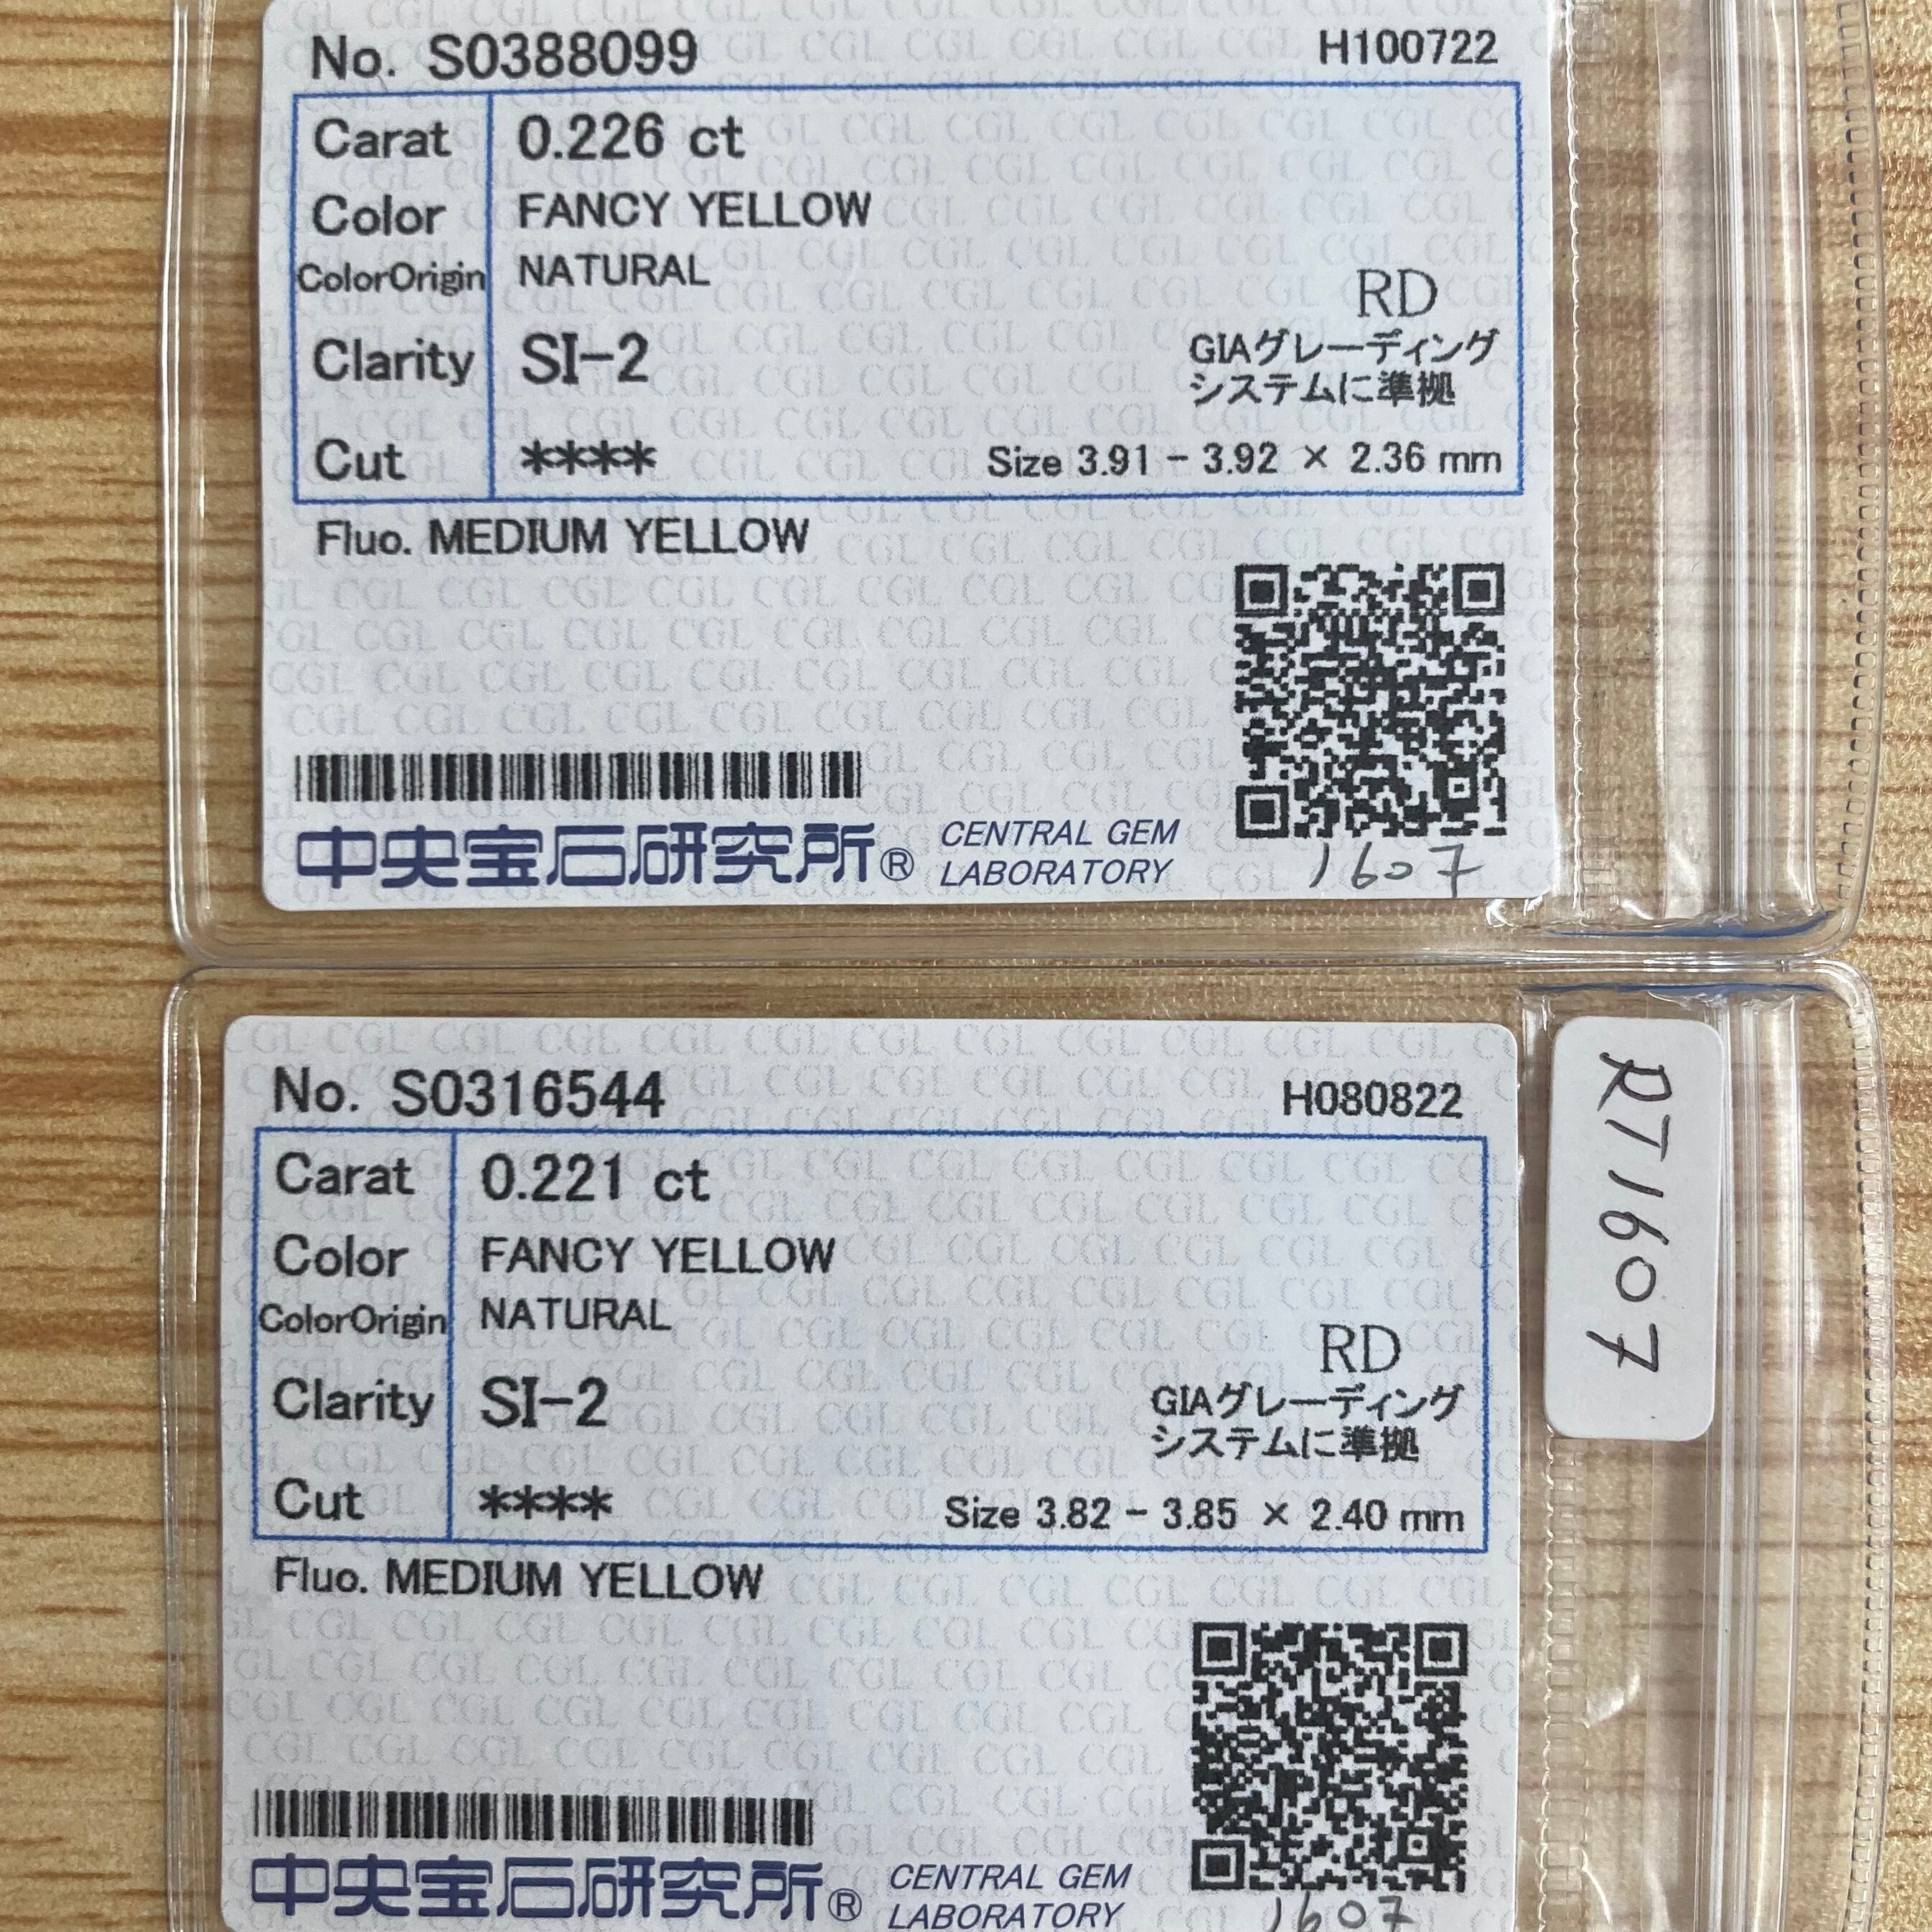 No. S0388099 H100722
Carat 0.226 ct
Color FANCY YELLOW
ColorOrigin NATURAL
RD
Clarity SI-2 GIAグレーディング
システムに準拠
Cut **** Size 3.91 - 3.92 × 2.36 mm
Fluo. MEDIUM YELLOW
中央宝石研究所® CENTRAL GEM
LABORATORY
1607
No. S0316544 H080822
Carat 0.221 ct
Color FANCY YELLOW
ColorOrigin NATURAL
RD
Clarity SI-2 GIAグレーディング
システムに準拠
Cut **** Size 3.82 - 3.85 × 2.40 mm
Fluo. MEDIUM YELLOW
中央宝石研究所® CENTRAL GEM
LABORATORY
1607
RT1607